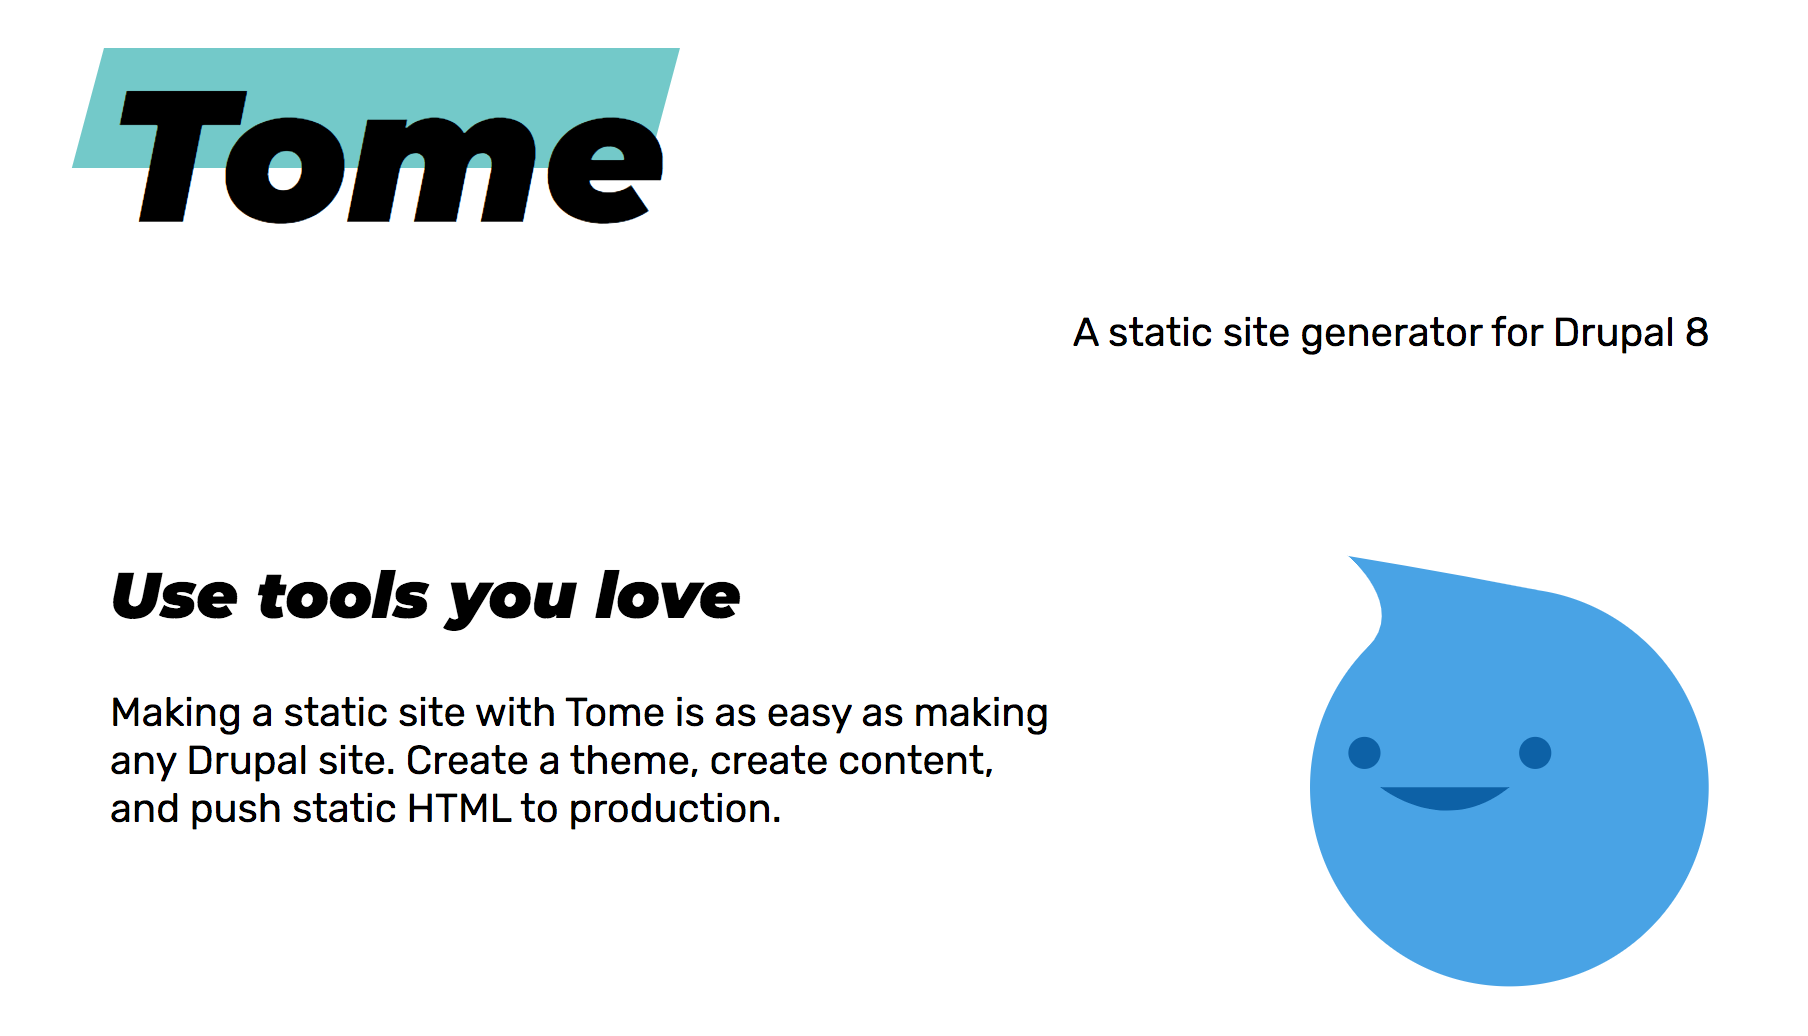 Tome
A static site generator for Drupal 8
Use tools you love
Making a static site with Tome is as easy as making
any Drupal site. Create a theme, create content,
and push static HTML to production.